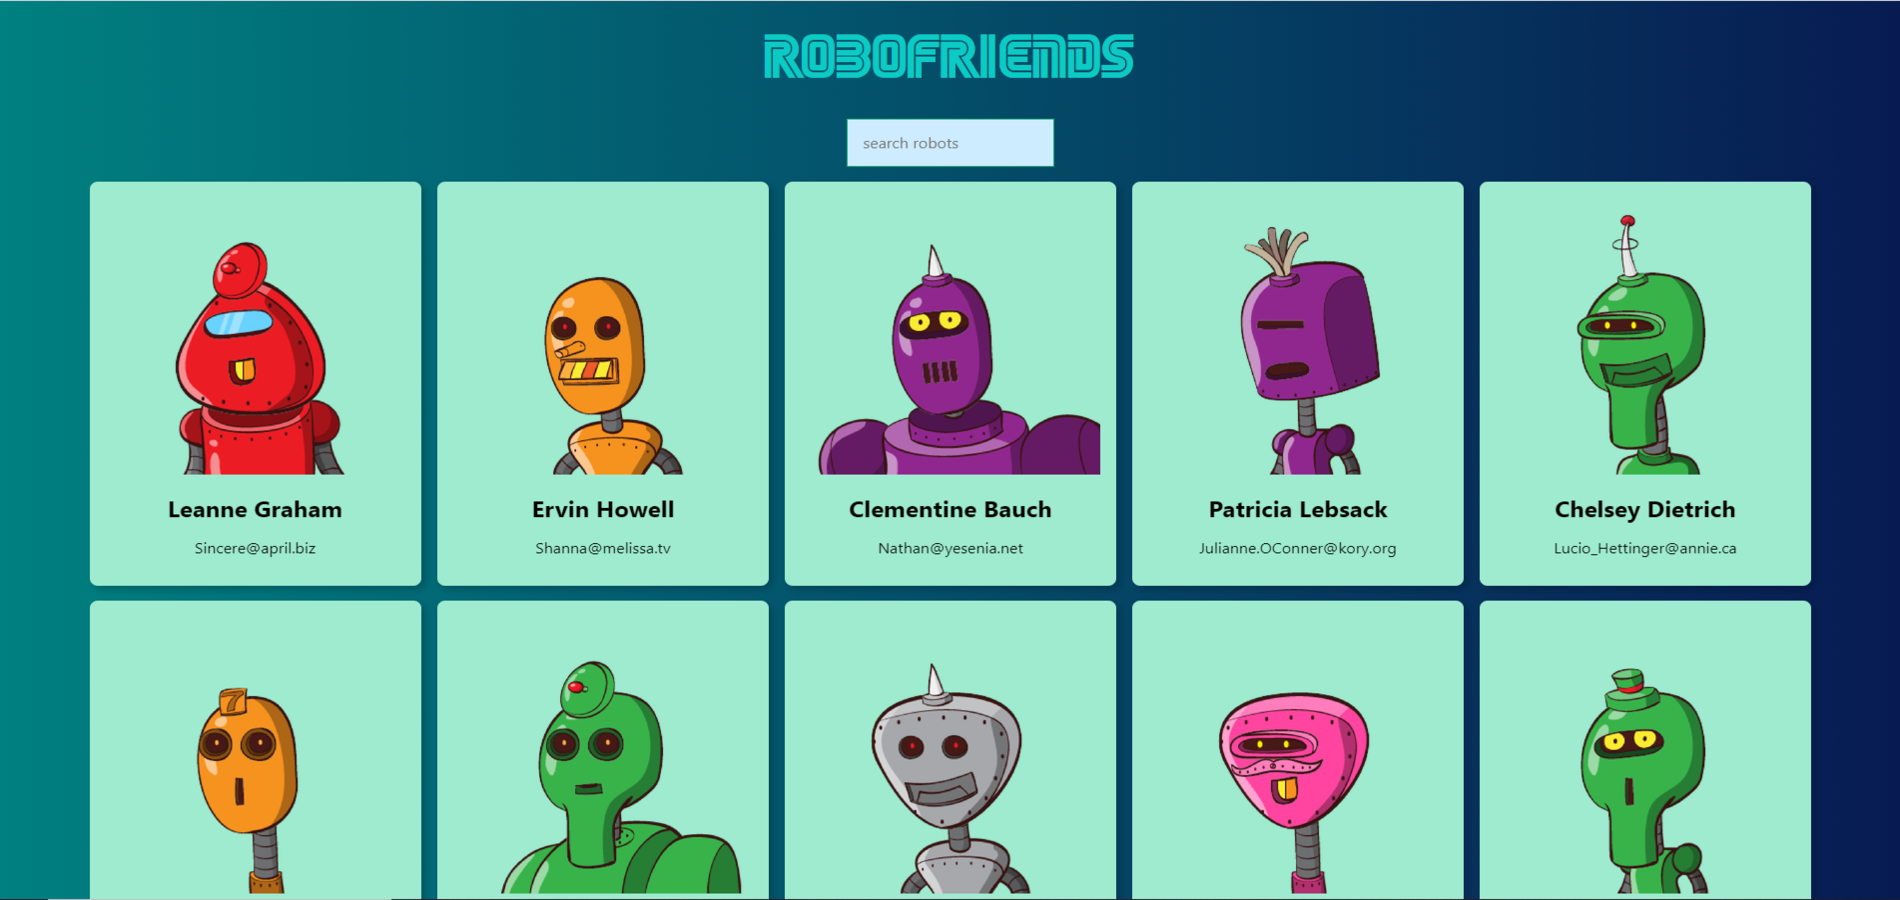 ROBOFRIENDS
search robots
Leanne Graham
Sincere@april.biz
Ervin Howell
Shanna@melissa.tv
Clementine Bauch
Nathan@yesenia.net
Patricia Lebsack
Julianne.OConner@kory.org
Chelsey Dietrich
Lucio_Hettinger@annie.ca
7